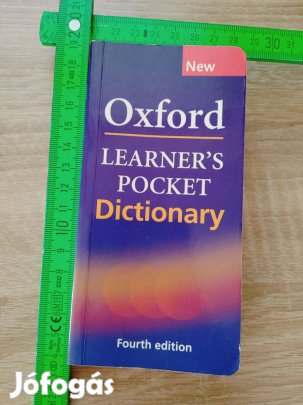 New
Oxford
LEARNER'S
POCKET
Dictionary
Fourth edition
Jófogás